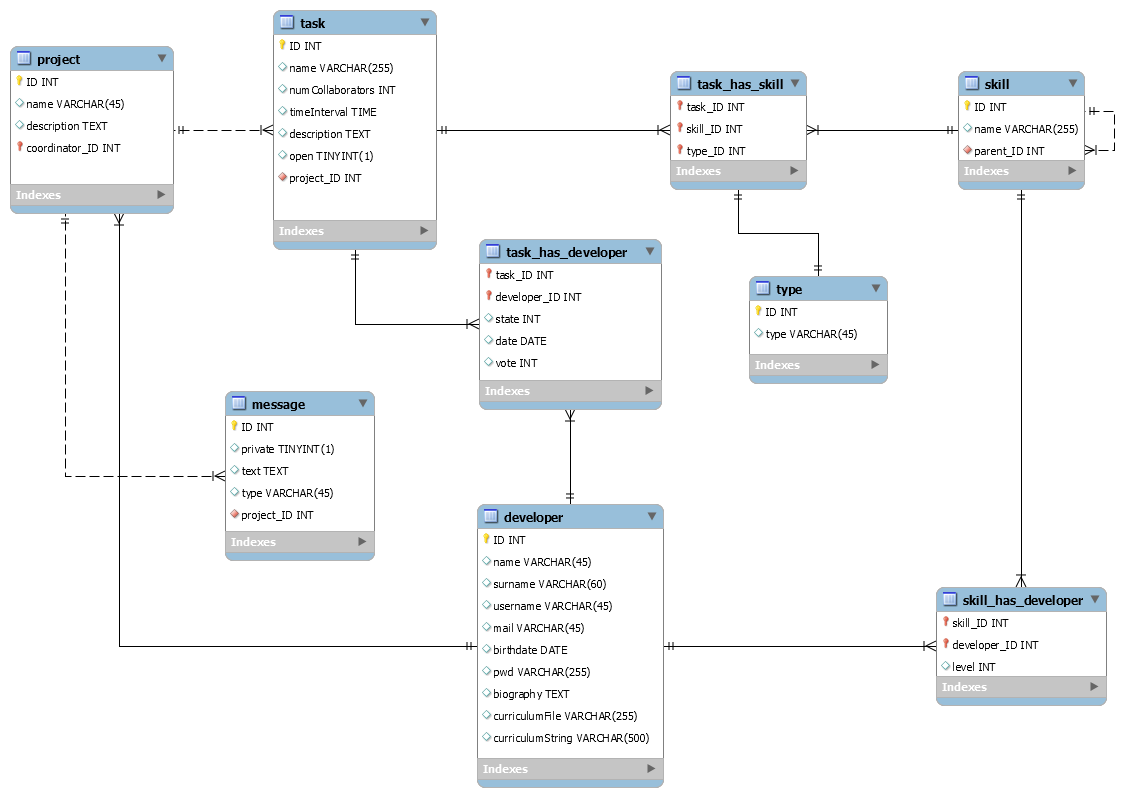 project
ID INT
name VARCHAR(45)
description TEXT
coordinator_ID INT
Indexes
task
ID INT
name VARCHAR(255)
numCollaborators INT
timeInterval TIME
description TEXT
open TINYINT(1)
project_ID INT
Indexes
task_has_skill
task_ID INT
skill_ID INT
type_ID INT
Indexes
skill
ID INT
name VARCHAR(255)
parent_ID INT
Indexes
task_has_developer
task_ID INT
developer_ID INT
state INT
date DATE
vote INT
Indexes
type
ID INT
type VARCHAR(45)
Indexes
message
ID INT
private TINYINT(1)
text TEXT
type VARCHAR(45)
project_ID INT
Indexes
developer
ID INT
name VARCHAR(45)
surname VARCHAR(60)
username VARCHAR(45)
mail VARCHAR(45)
birthdate DATE
pwd VARCHAR(255)
biography TEXT
curriculumFile VARCHAR(255)
curriculumString VARCHAR(500)
Indexes
skill_has_developer
skill_ID INT
developer_ID INT
level INT
Indexes